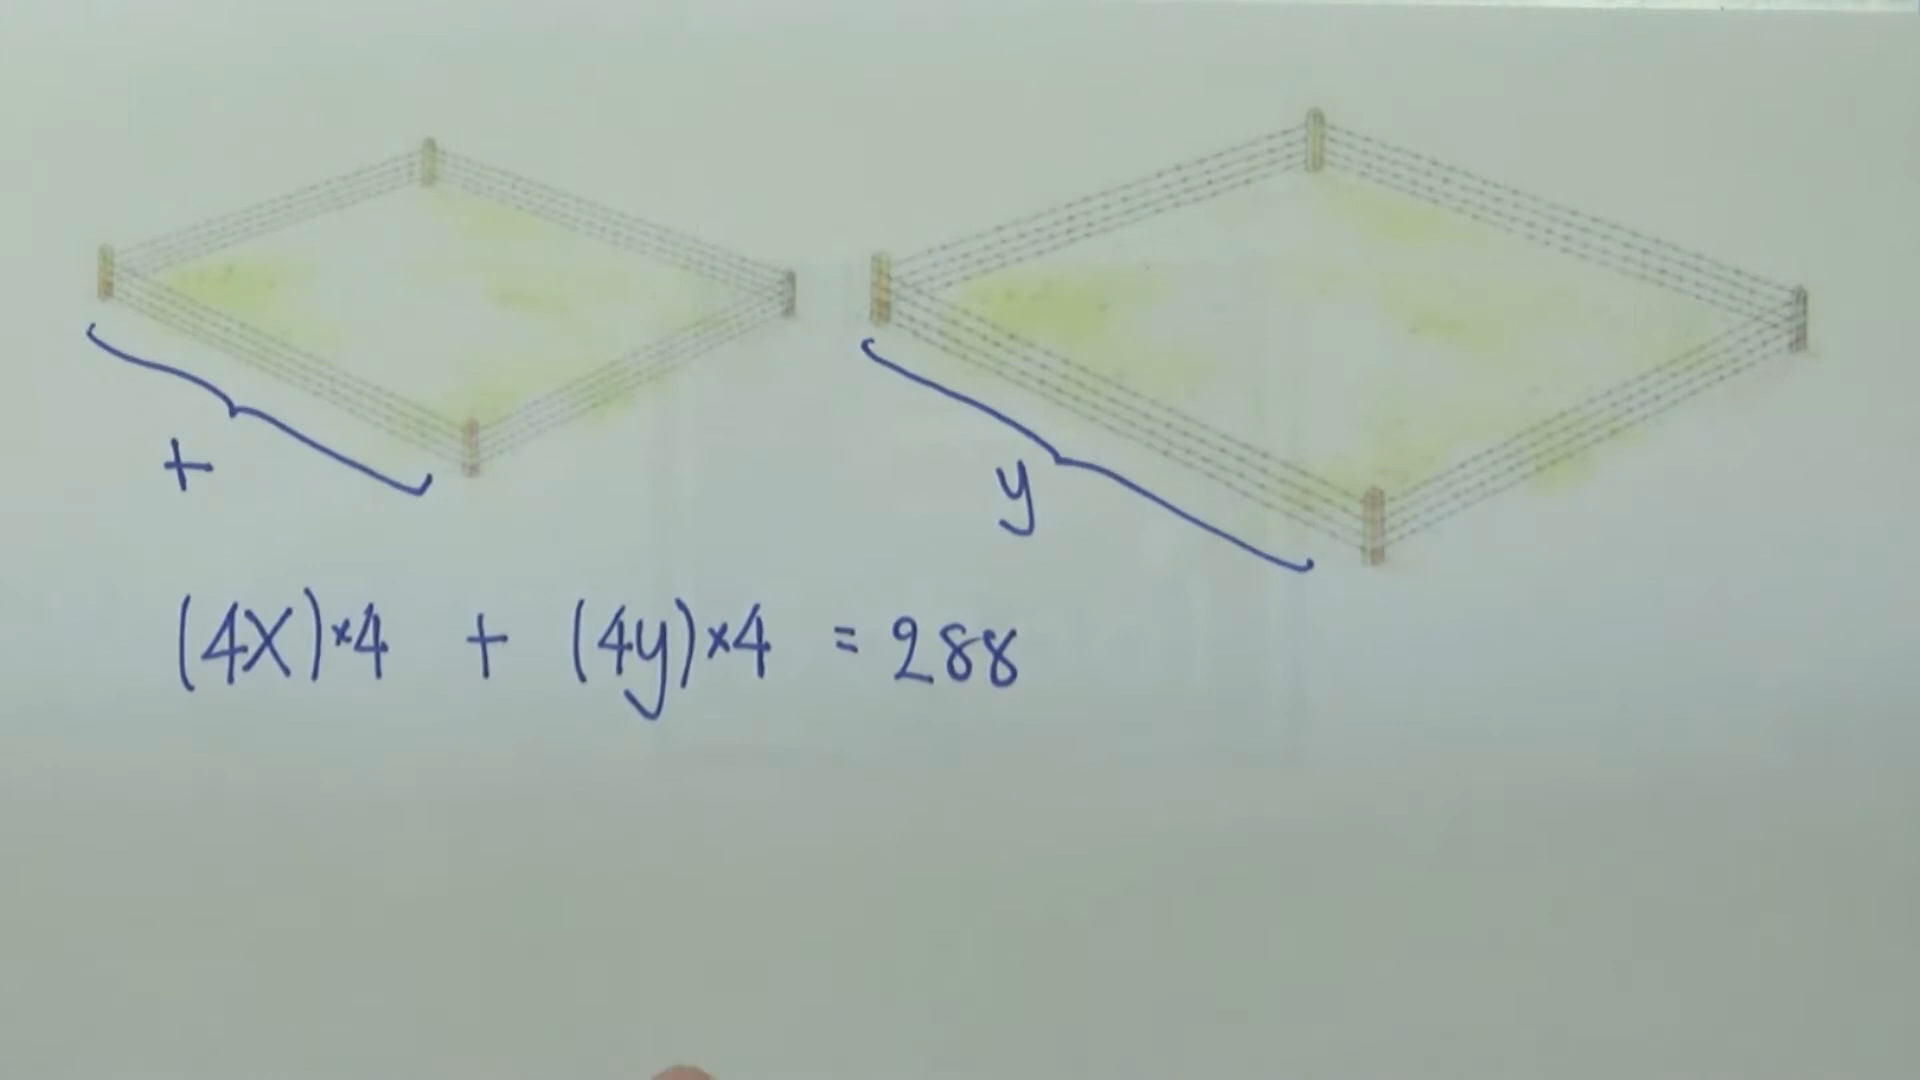 +
y
(4x)×4 + (4y)×4 = 288